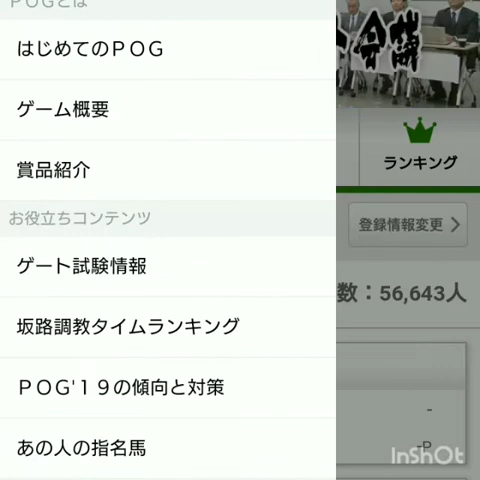 POGとは
はじめてのＰＯＧ
ゲーム概要
賞品紹介
お役立ちコンテンツ
ゲート試験情報
坂路調教タイムランキング
ＰＯＧ'１９の傾向と対策
あの人の指名馬
会議
ランキング
登録情報変更
数：56,643人
-
-P
InShOt